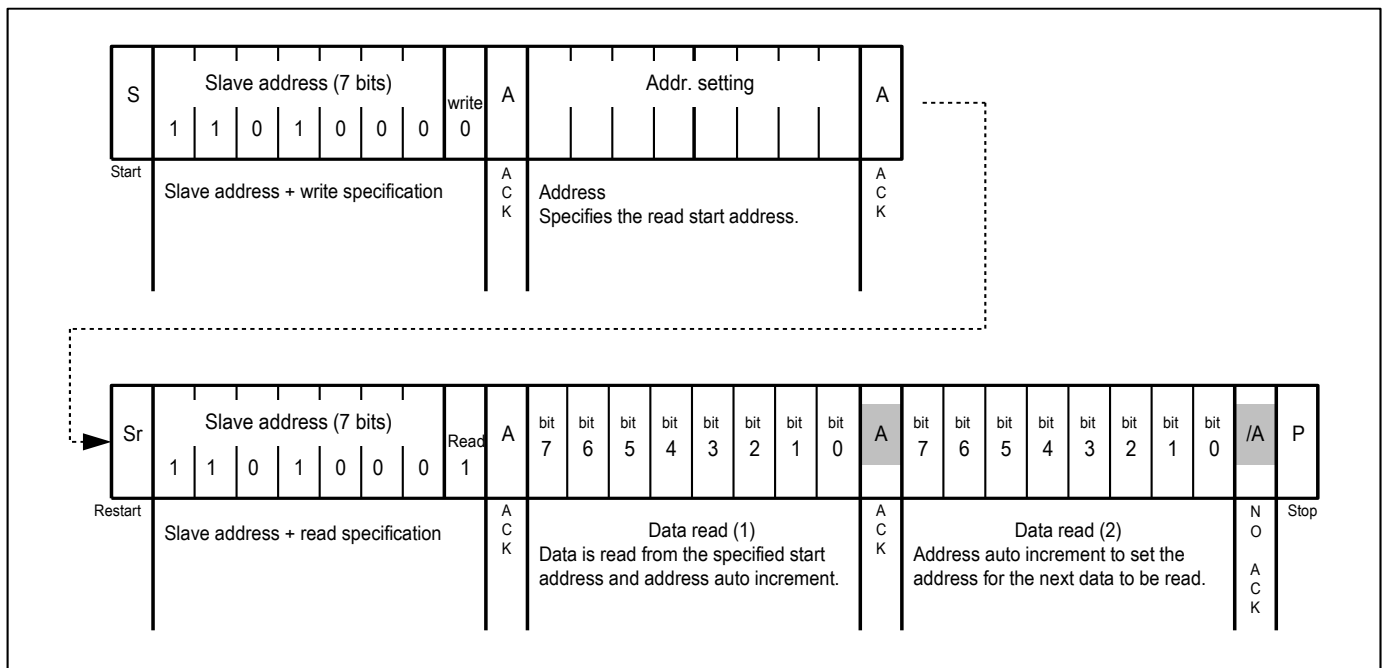 S Slave address (7 bits) write A Addr. setting A
1 1 0 1 0 0 0 0
Start
Slave address + write specification
A
C
K
Address
Specifies the read start address.
A
C
K
Sr Slave address (7 bits) Read A bit bit bit bit bit bit bit bit A bit bit bit bit bit bit bit bit /A P
1 1 0 1 0 0 0 1 7 6 5 4 3 2 1 0 7 6 5 4 3 2 1 0
Restart
Slave address + read specification
A
C
K
Data read (1)
Data is read from the specified start
address and address auto increment.
A
C
K
Data read (2)
Address auto increment to set the
address for the next data to be read.
N
O
A
C
K
Stop